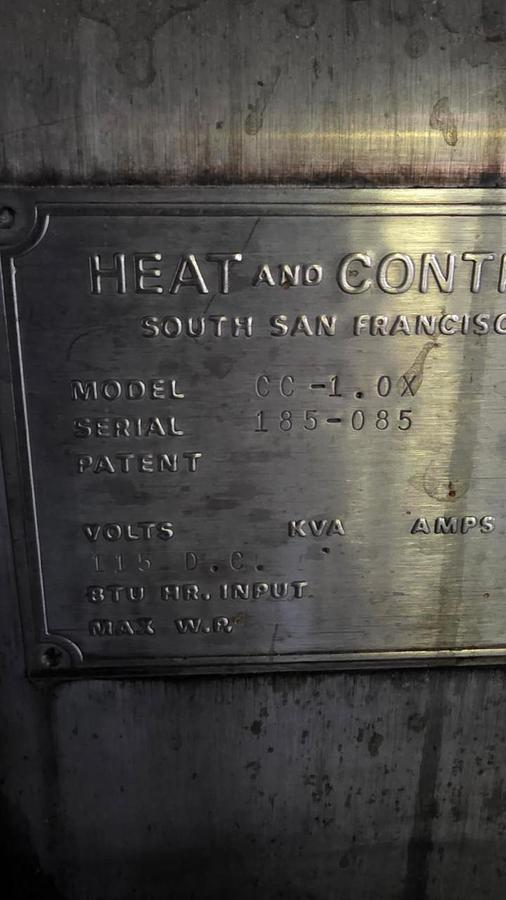 HEAT AND CONT
SOUTH SAN FRANCISC
MODEL CC-1.0X
SERIAL 185-085
PATENT
VOLTS KVA AMPS
115 D.C.
BTU HR. INPUT
MAX W.P.